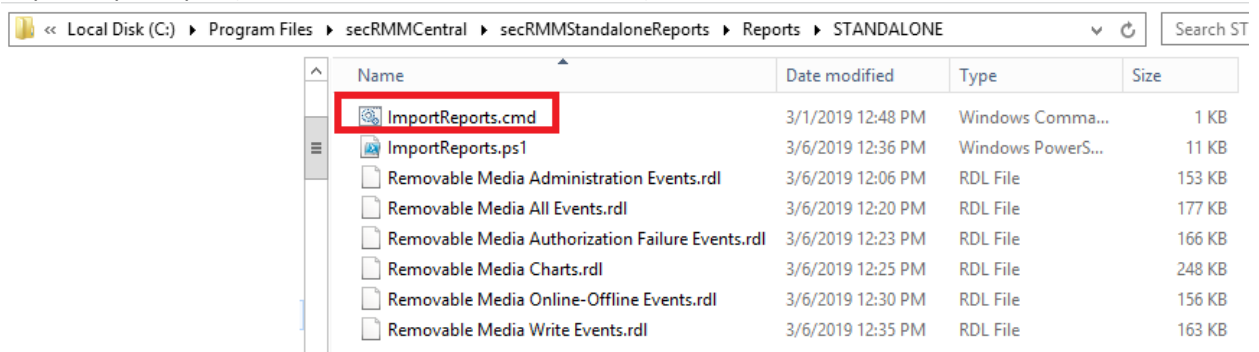 « Local Disk (C:) ▸ Program Files ▸ secRMMCentral ▸ secRMMStandaloneReports ▸ Reports ▸ STANDALONE Search ST
Name Date modified Type Size
ImportReports.cmd 3/1/2019 12:48 PM Windows Comma... 1 KB
ImportReports.ps1 3/6/2019 12:36 PM Windows PowerS... 11 KB
Removable Media Administration Events.rdl 3/6/2019 12:06 PM RDL File 153 KB
Removable Media All Events.rdl 3/6/2019 12:20 PM RDL File 177 KB
Removable Media Authorization Failure Events.rdl 3/6/2019 12:23 PM RDL File 166 KB
Removable Media Charts.rdl 3/6/2019 12:25 PM RDL File 248 KB
Removable Media Online-Offline Events.rdl 3/6/2019 12:30 PM RDL File 156 KB
Removable Media Write Events.rdl 3/6/2019 12:35 PM RDL File 163 KB